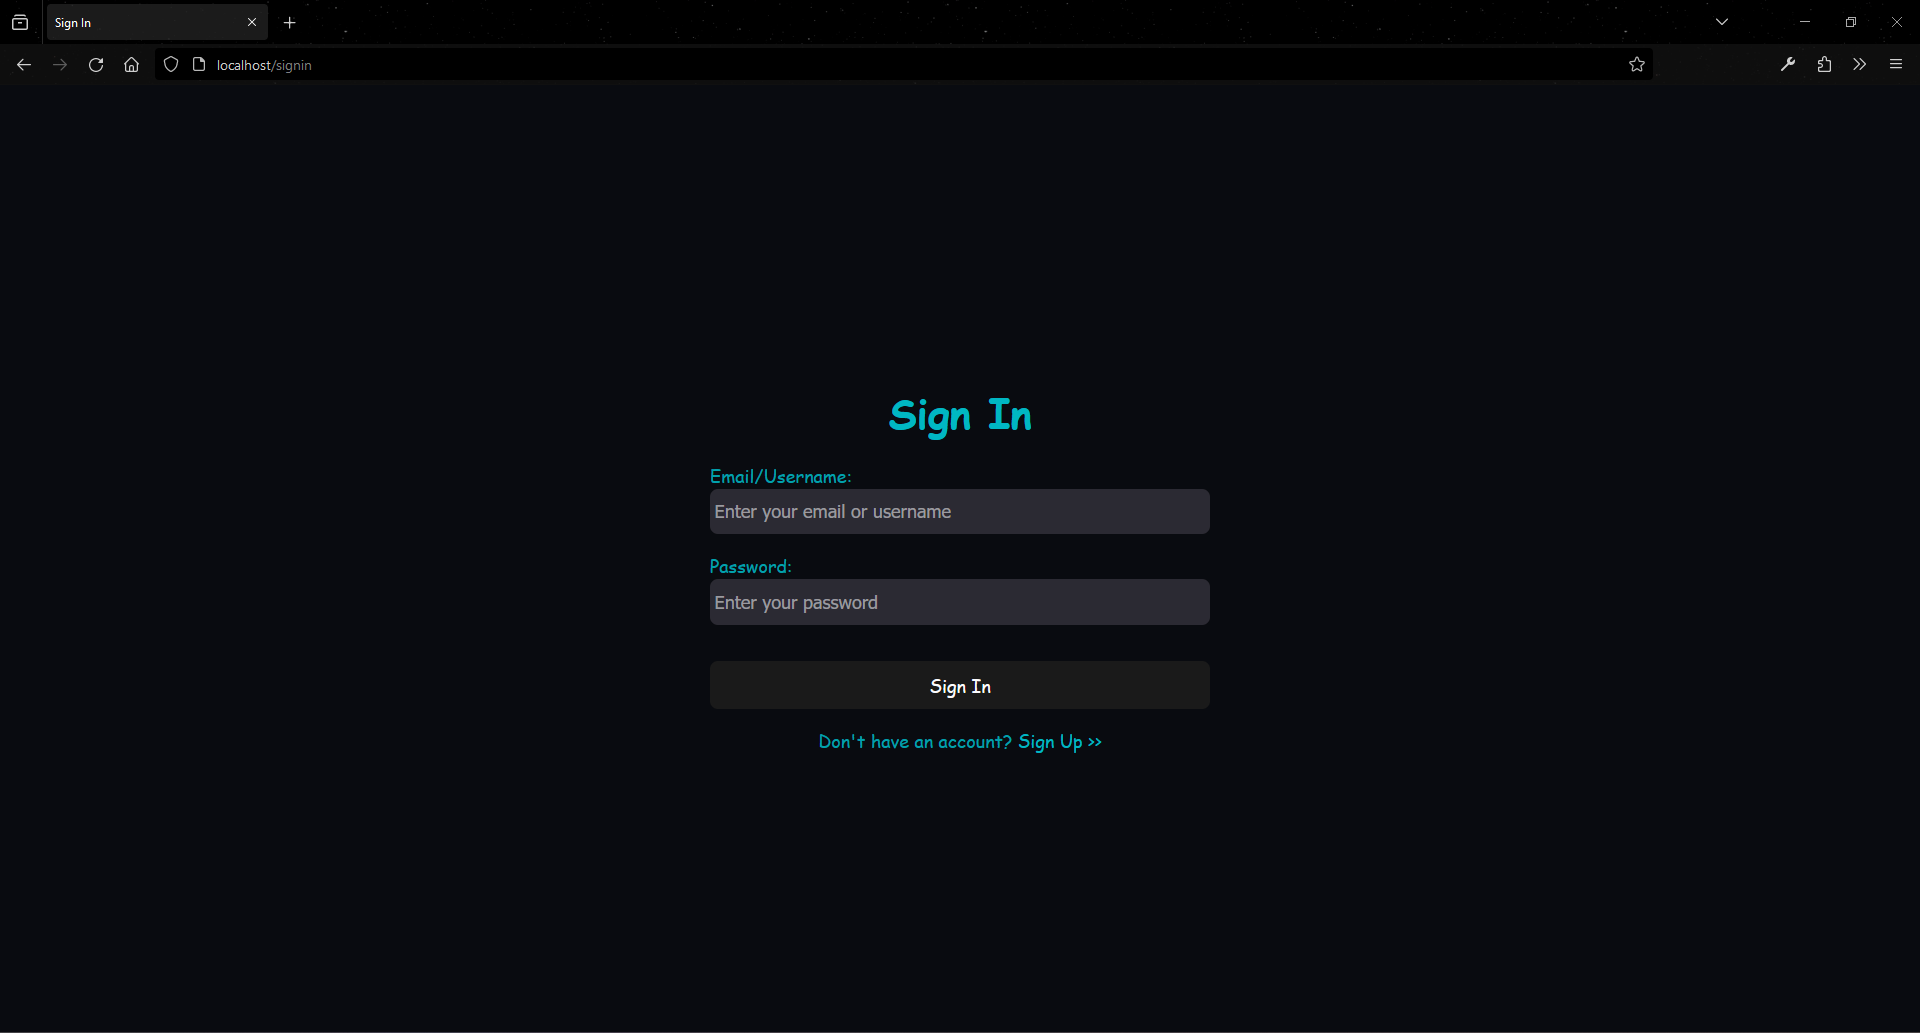 Sign In
localhost/signin
Sign In
Email/Username:
Enter your email or username
Password:
Enter your password
Sign In
Don't have an account? Sign Up >>